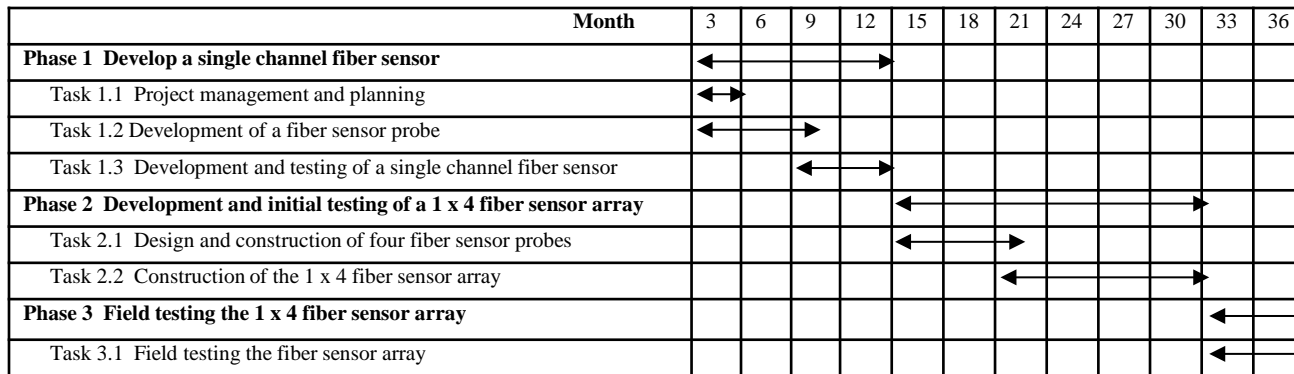 Month 3 6 9 12 15 18 21 24 27 30 33 36
Phase 1 Develop a single channel fiber sensor
Task 1.1 Project management and planning
Task 1.2 Development of a fiber sensor probe
Task 1.3 Development and testing of a single channel fiber sensor
Phase 2 Development and initial testing of a 1 x 4 fiber sensor array
Task 2.1 Design and construction of four fiber sensor probes
Task 2.2 Construction of the 1 x 4 fiber sensor array
Phase 3 Field testing the 1 x 4 fiber sensor array
Task 3.1 Field testing the fiber sensor array